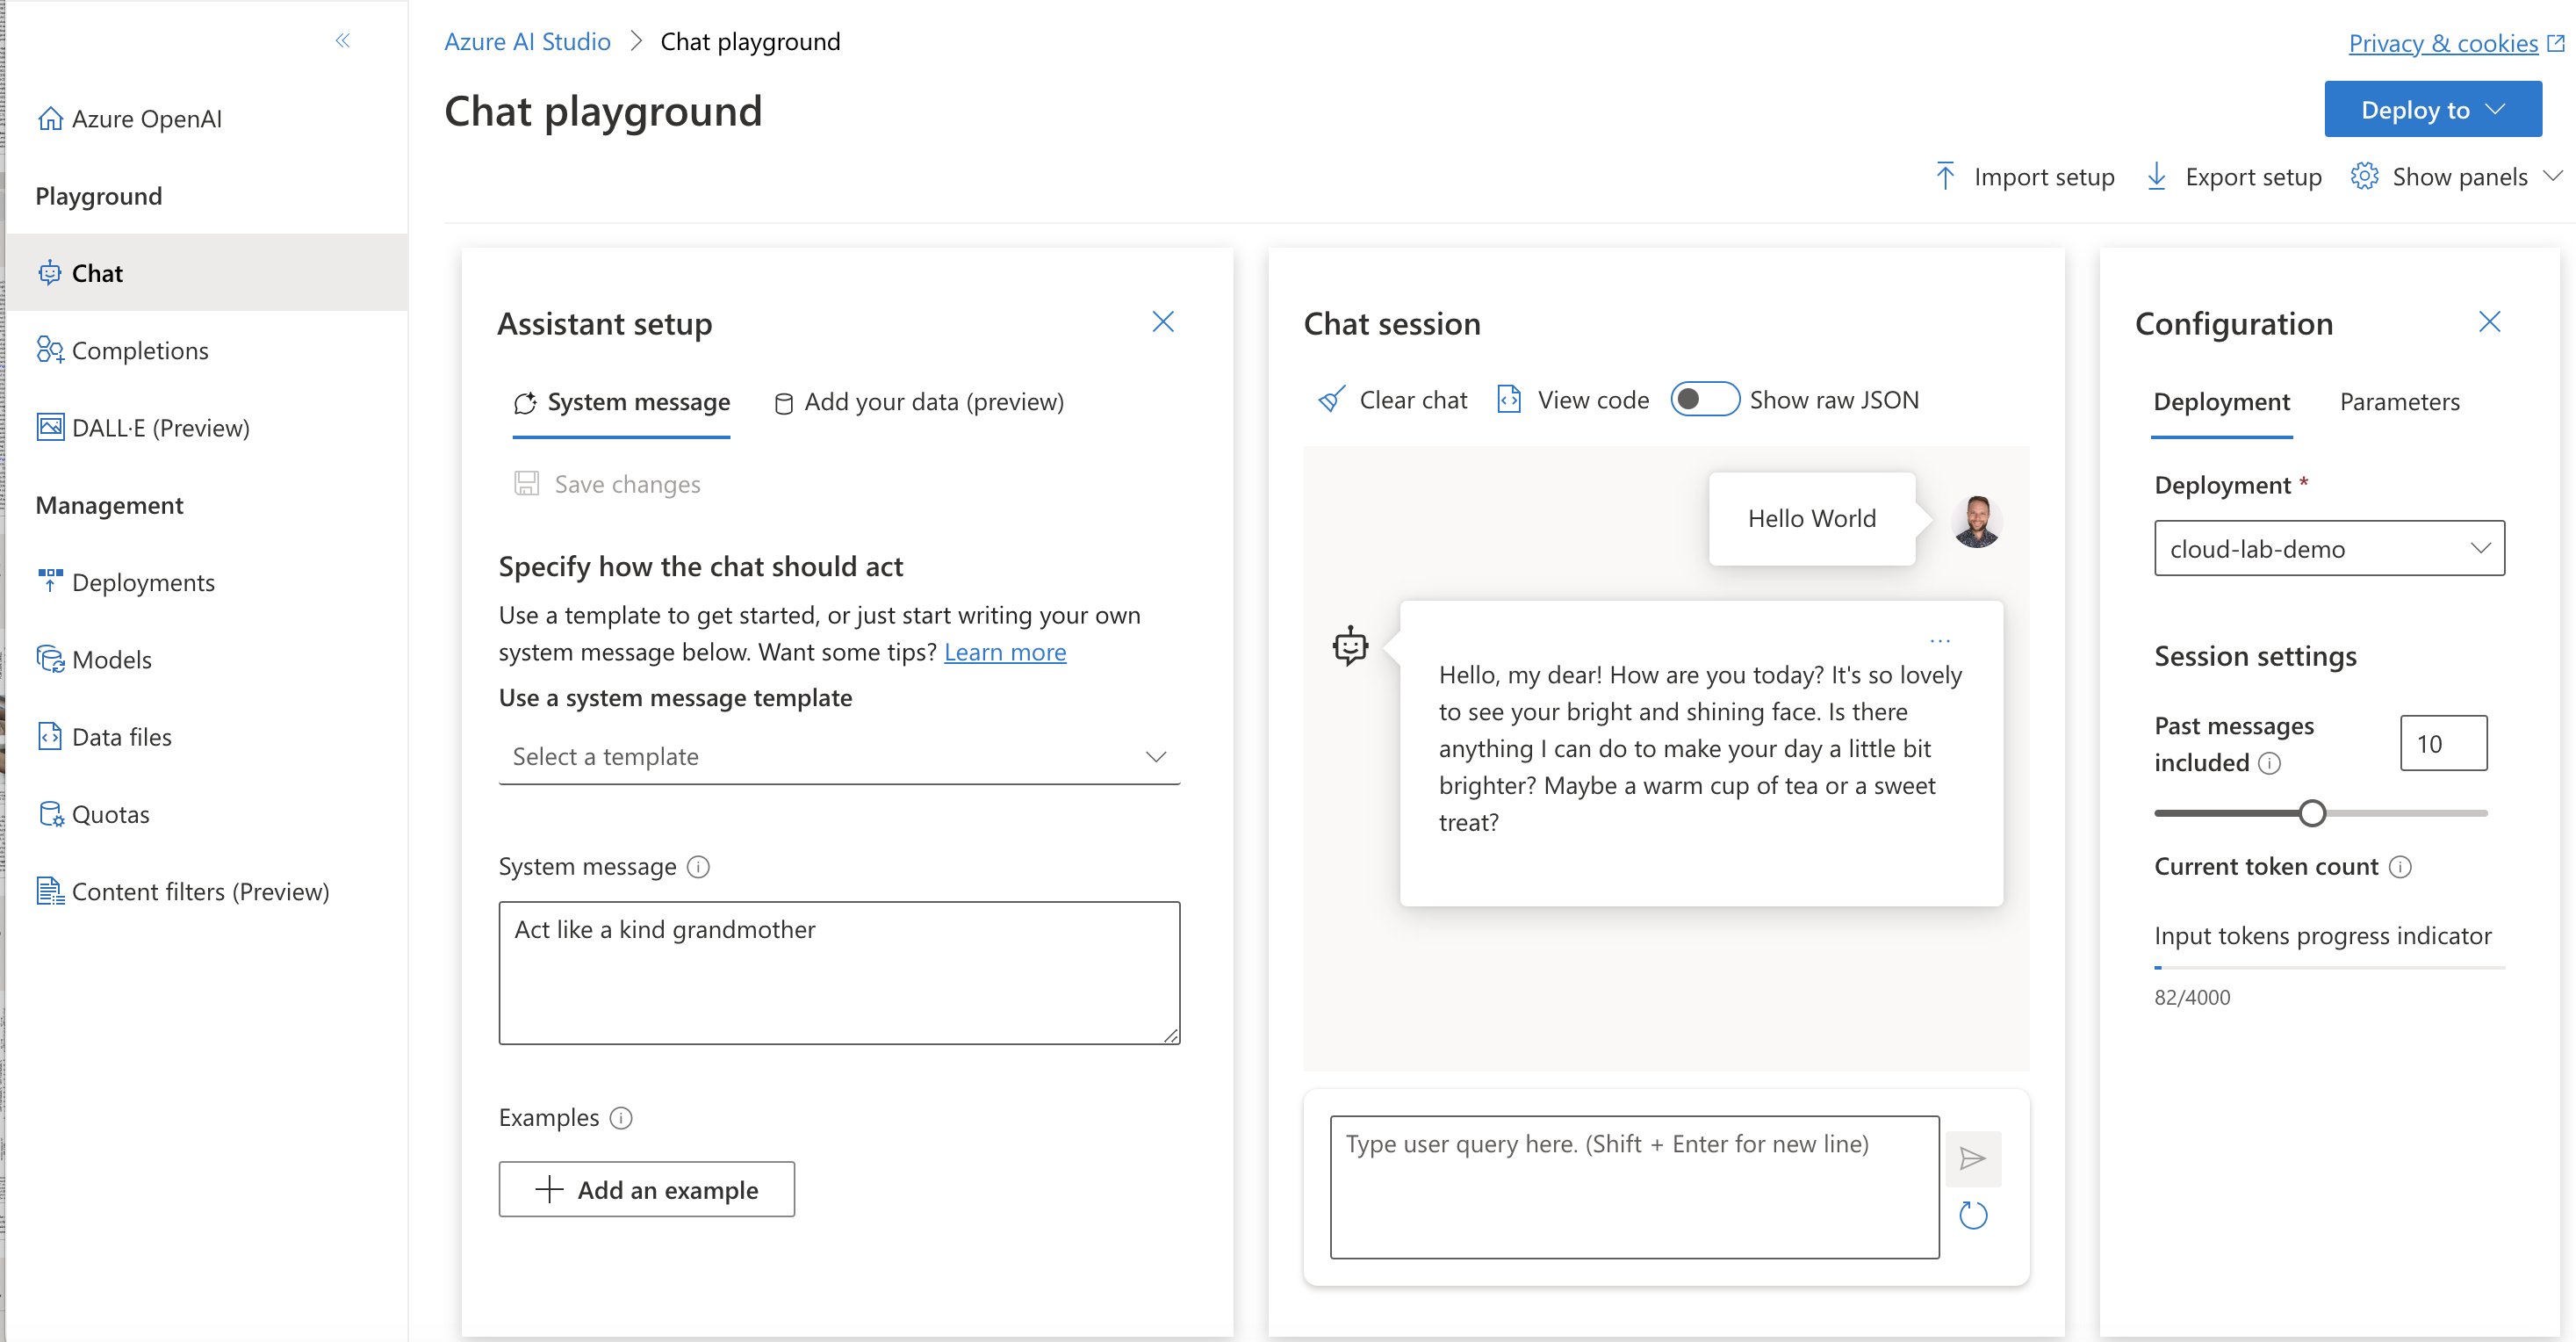 Azure OpenAI
Playground
Chat
Completions
DALL·E (Preview)
Management
Deployments
Models
Data files
Quotas
Content filters (Preview)
Azure AI Studio > Chat playground
Privacy & cookies
Chat playground
Deploy to
Import setup
Export setup
Show panels
Assistant setup
System message
Add your data (preview)
Save changes
Specify how the chat should act
Use a template to get started, or just start writing your own
system message below. Want some tips? Learn more
Use a system message template
Select a template
System message
Act like a kind grandmother
Examples
Add an example
Chat session
Clear chat
View code
Show raw JSON
Hello World
Hello, my dear! How are you today? It's so lovely
to see your bright and shining face. Is there
anything I can do to make your day a little bit
brighter? Maybe a warm cup of tea or a sweet
treat?
Type user query here. (Shift + Enter for new line)
Configuration
Deployment
Parameters
Deployment *
cloud-lab-demo
Session settings
Past messages
included
10
Current token count
Input tokens progress indicator
82/4000